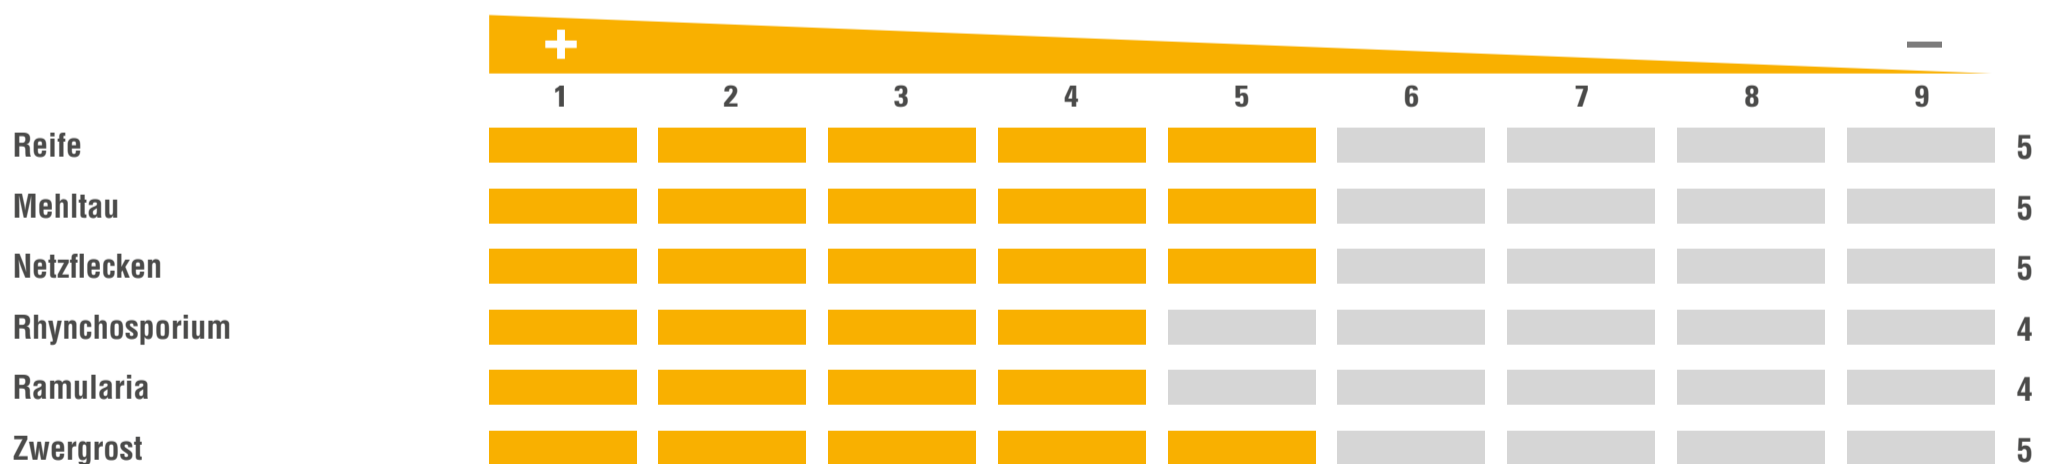 + −
1 2 3 4 5 6 7 8 9
Reife 5
Mehltau 5
Netzflecken 5
Rhynchosporium 4
Ramularia 4
Zwergrost 5